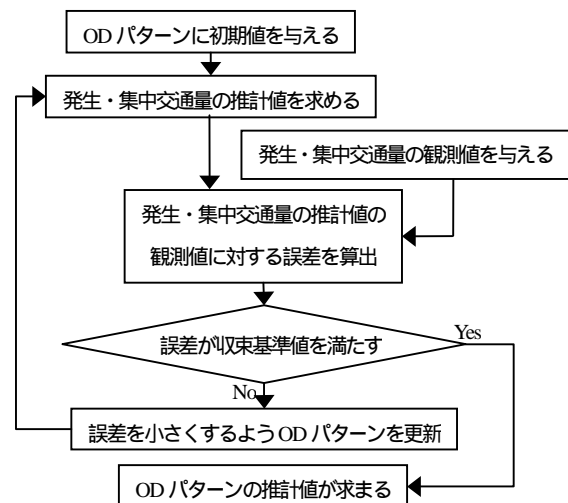 OD パターンに初期値を与える
発生・集中交通量の推計値を求める
発生・集中交通量の観測値を与える
発生・集中交通量の推計値の
観測値に対する誤差を算出
誤差が収束基準値を満たす
Yes
No
誤差を小さくするよう OD パターンを更新
OD パターンの推計値が求まる